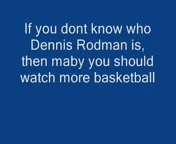 If you dont know who
Dennis Rodman is,
then maby you should
watch more basketball